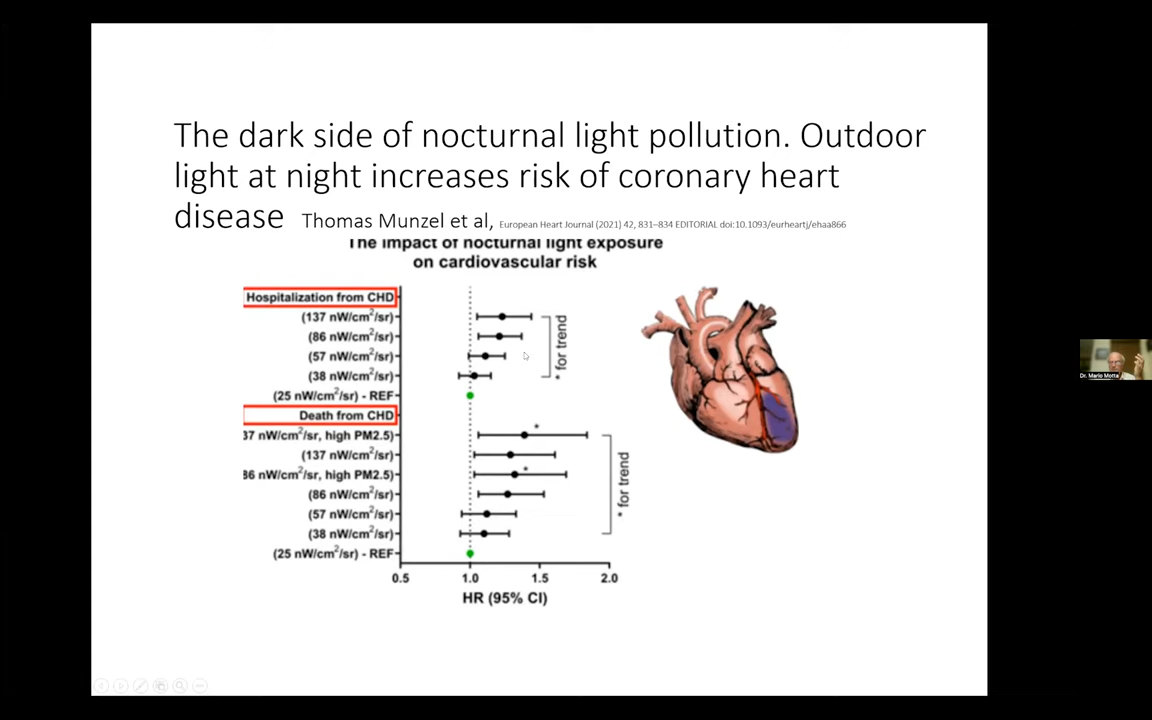 The dark side of nocturnal light pollution. Outdoor
light at night increases risk of coronary heart
disease Thomas Munzel et al, European Heart Journal (2021) 42, 831–834 EDITORIAL doi:10.1093/eurheartj/ehaa866
The impact of nocturnal light exposure
on cardiovascular risk
Hospitalization from CHD
(137 nW/cm²/sr)
(86 nW/cm²/sr)
(57 nW/cm²/sr)
(38 nW/cm²/sr)
(25 nW/cm²/sr) - REF
* for trend
Death from CHD
37 nW/cm²/sr, high PM2.5)
(137 nW/cm²/sr)
36 nW/cm²/sr, high PM2.5)
(86 nW/cm²/sr)
(57 nW/cm²/sr)
(38 nW/cm²/sr)
(25 nW/cm²/sr) - REF
*
*
* for trend
0.5 1.0 1.5 2.0
HR (95% CI)
Dr. Mario Motta